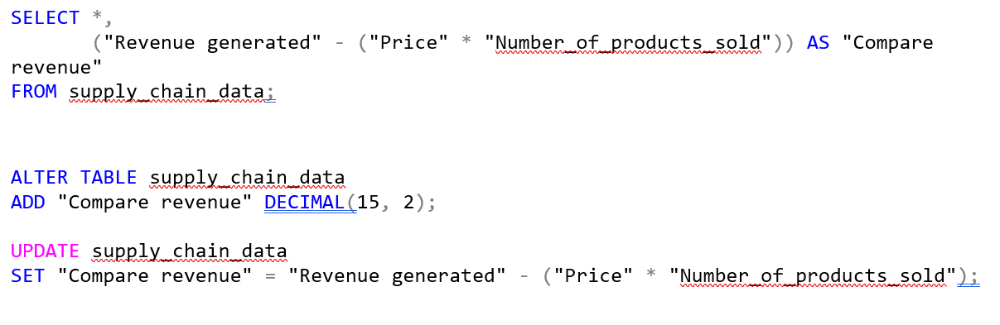 SELECT *,
("Revenue generated" - ("Price" * "Number_of_products_sold")) AS "Compare
revenue"
FROM supply_chain_data;
ALTER TABLE supply_chain_data
ADD "Compare revenue" DECIMAL(15, 2);
UPDATE supply_chain_data
SET "Compare revenue" = "Revenue generated" - ("Price" * "Number_of_products_sold");